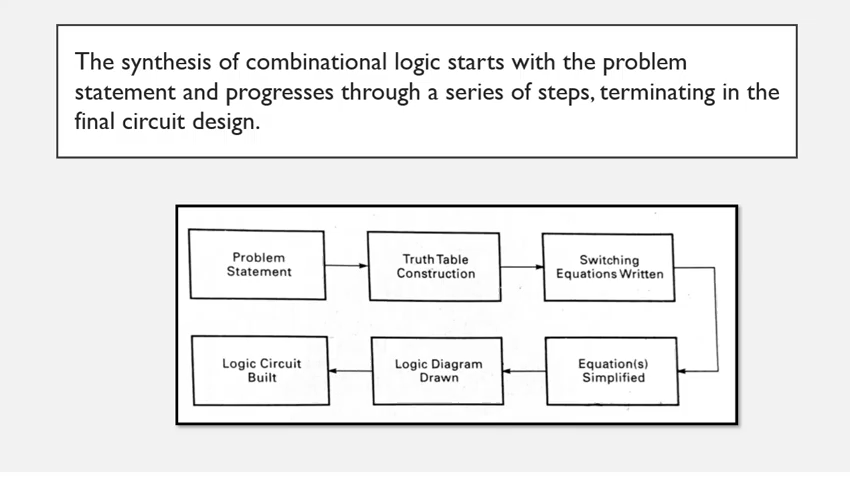 The synthesis of combinational logic starts with the problem
statement and progresses through a series of steps, terminating in the
final circuit design.
Problem
Statement
Truth Table
Construction
Switching
Equations Written
Equation(s)
Simplified
Logic Diagram
Drawn
Logic Circuit
Built